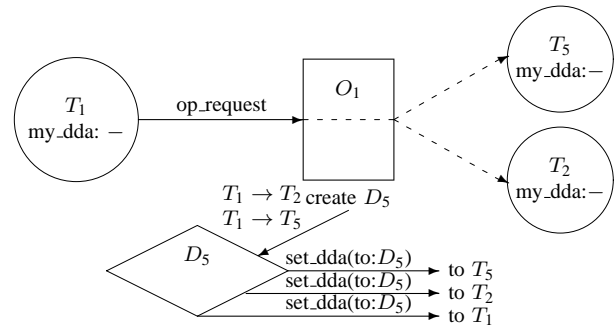 T₅
my_dda:−
T₁
my_dda: −
op_request
O₁
T₂
my_dda:−
T₁ → T₂
create D₅
T₁ → T₅
D₅
set_dda(to:D₅)
to T₅
set_dda(to:D₅)
to T₂
set_dda(to:D₅)
to T₁